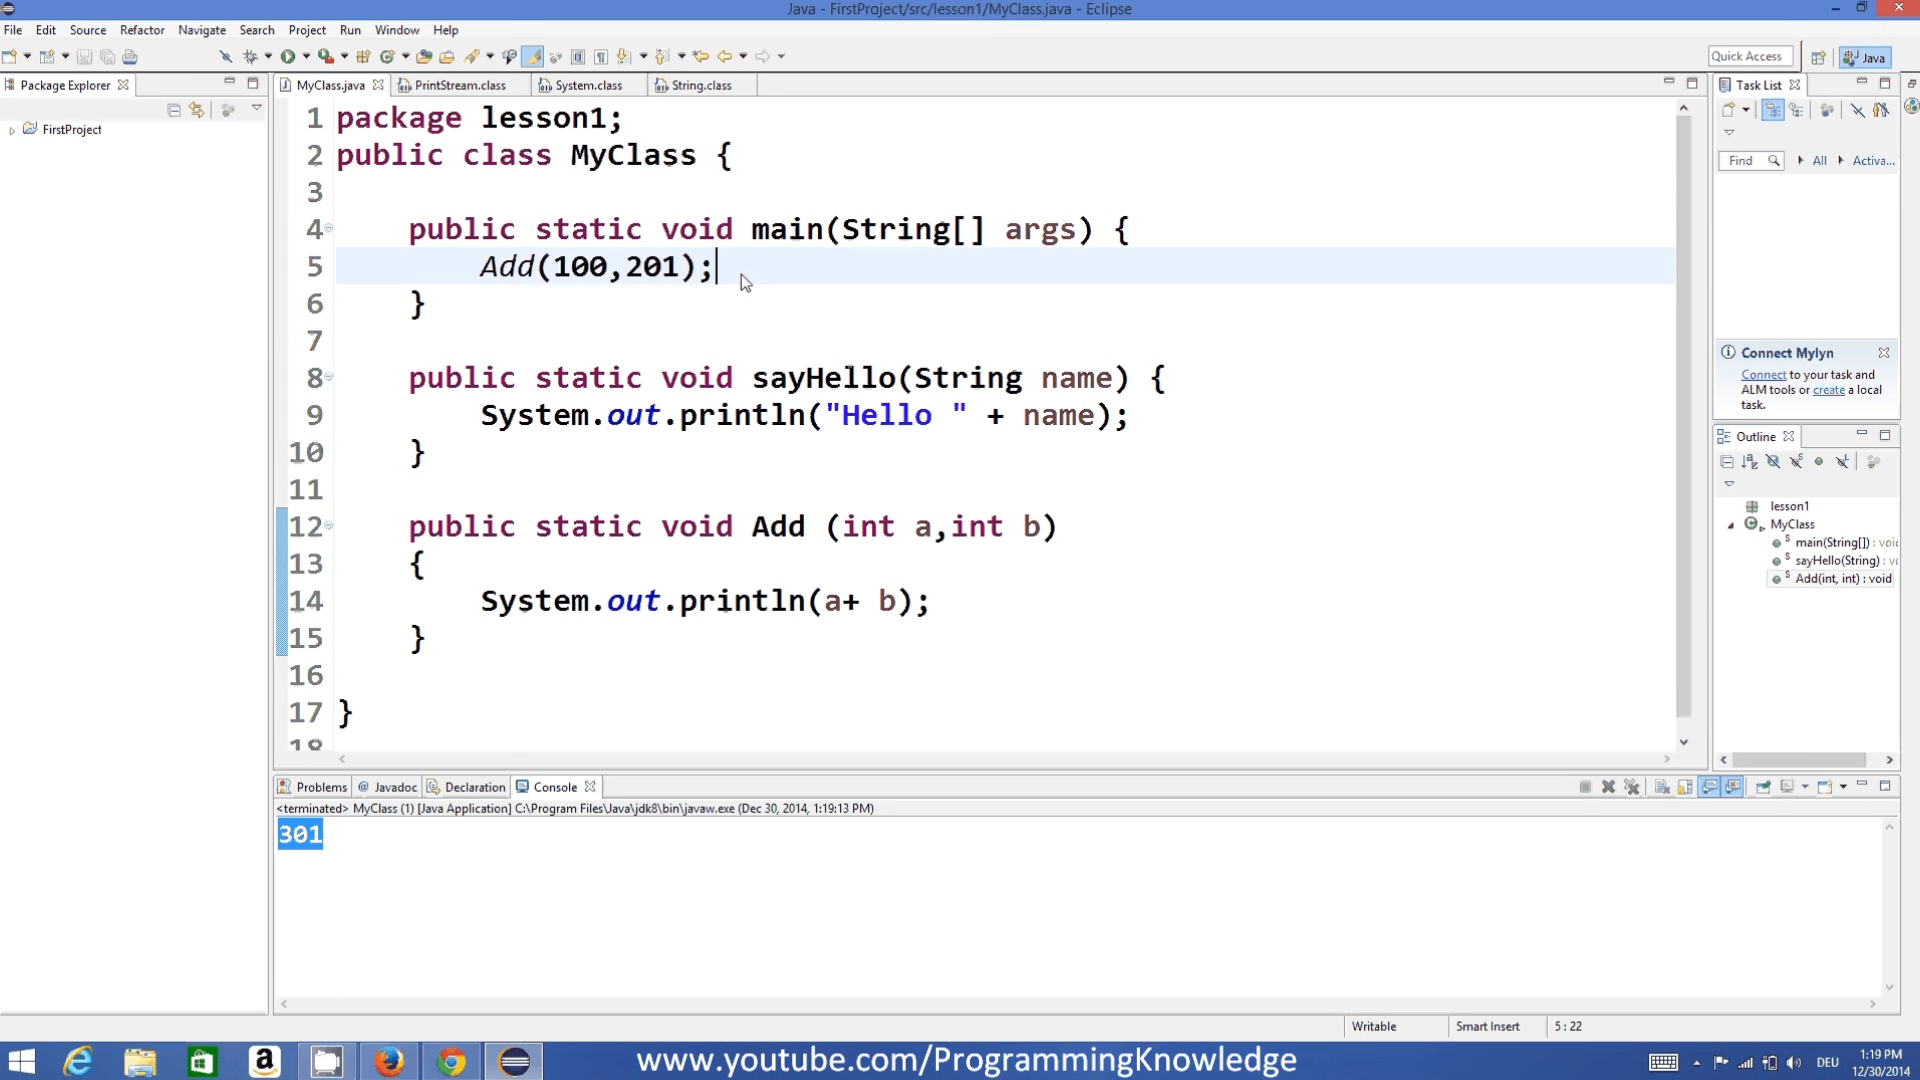 Java - FirstProject/src/lesson1/MyClass.java - Eclipse
File Edit Source Refactor Navigate Search Project Run Window Help
Quick Access Java
Package Explorer
FirstProject
MyClass.java PrintStream.class System.class String.class
1 package lesson1;
2 public class MyClass {
3
4 public static void main(String[] args) {
5 Add(100,201);
6 }
7
8 public static void sayHello(String name) {
9 System.out.println("Hello " + name);
10 }
11
12 public static void Add (int a,int b)
13 {
14 System.out.println(a+ b);
15 }
16
17 }
18
Task List
Find All Activa...
Connect Mylyn
Connect to your task and
ALM tools or create a local
task.
Outline
lesson1
MyClass
main(String[]) : voi
sayHello(String) : v
Add(int, int) : void
Problems @ Javadoc Declaration Console
<terminated> MyClass (1) [Java Application] C:\Program Files\Java\jdk8\bin\javaw.exe (Dec 30, 2014, 1:19:13 PM)
301
Writable Smart Insert 5 : 22
www.youtube.com/ProgrammingKnowledge
DEU
1:19 PM
12/30/2014